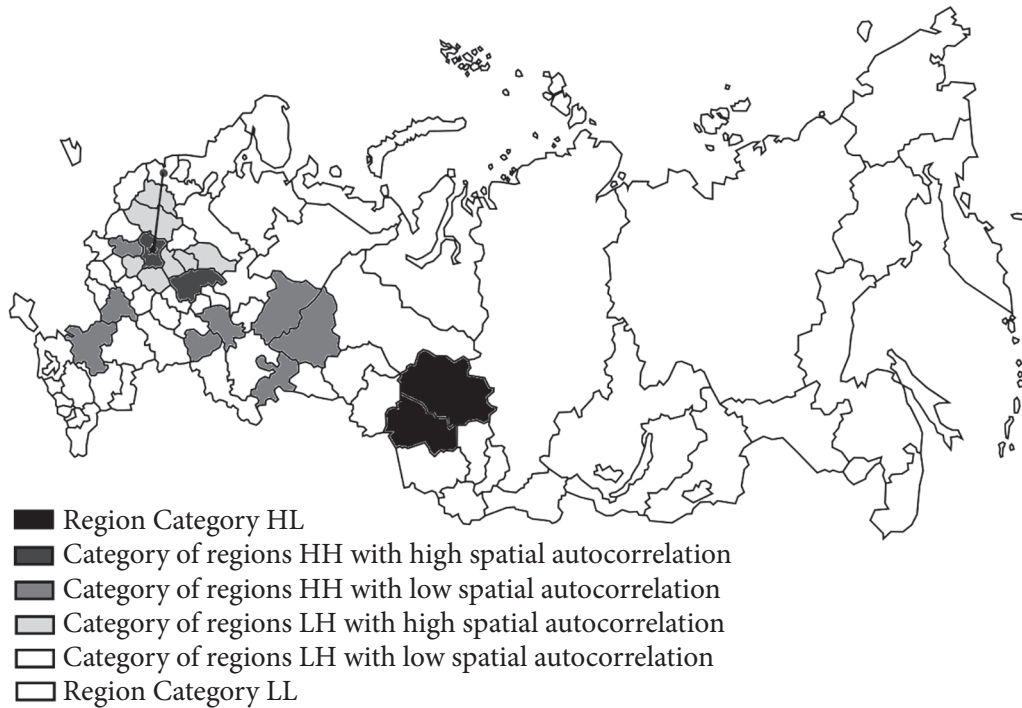 Region Category HL
Category of regions HH with high spatial autocorrelation
Category of regions HH with low spatial autocorrelation
Category of regions LH with high spatial autocorrelation
Category of regions LH with low spatial autocorrelation
Region Category LL